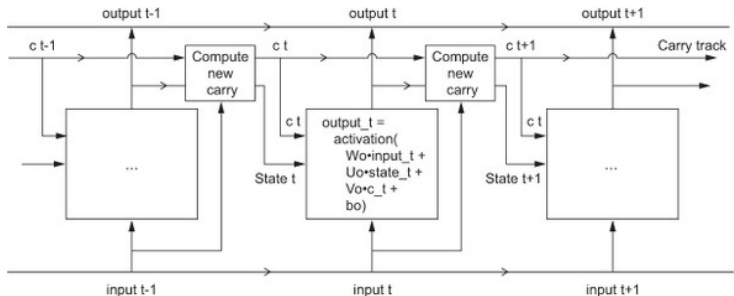 output t-1
output t
output t+1
c t-1
Compute
new
carry
c t
Compute
new
carry
c t+1
Carry track
...
c t
output_t =
activation(
Wo•input_t +
Uo•state_t +
Vo•c_t +
bo)
c t
...
State t
State t+1
input t-1
input t
input t+1